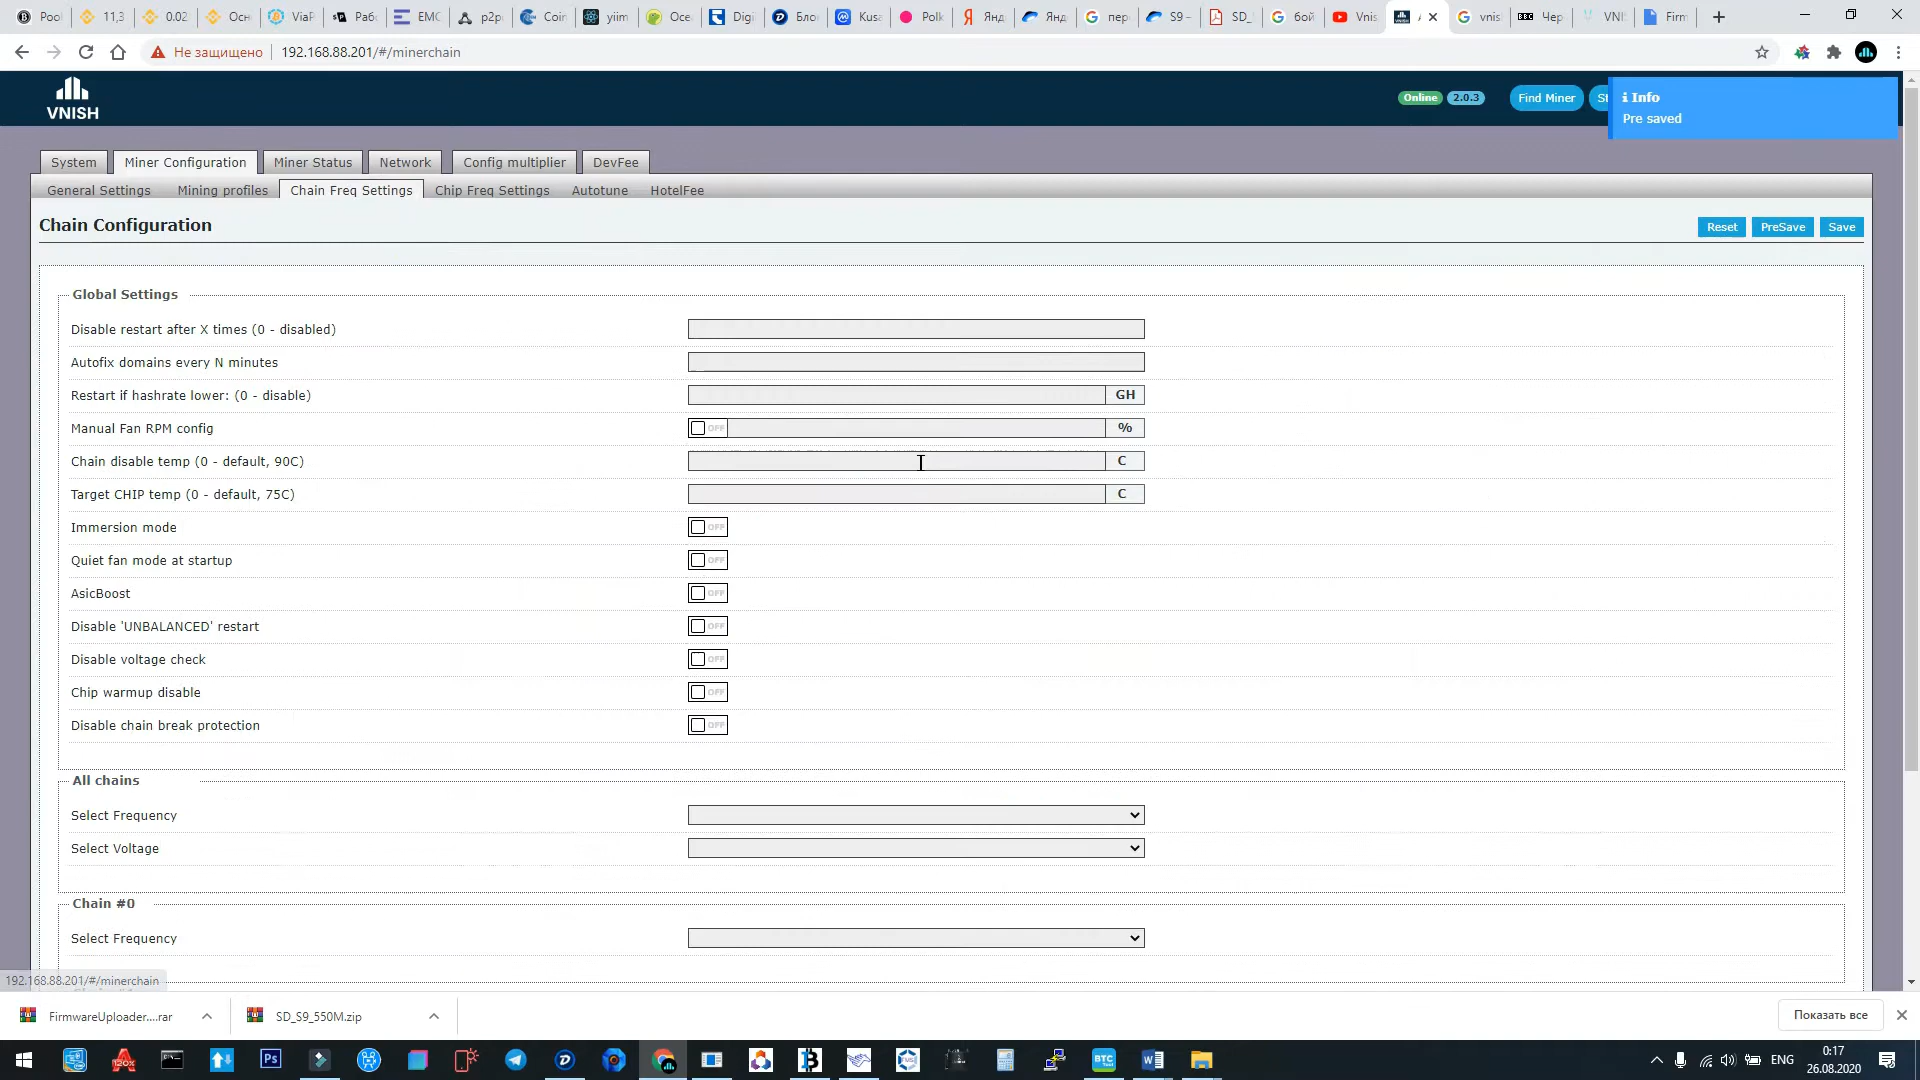 Pool
11,3
0.02
Осн
ViaP
Рабо
EMC
p2p
Coin
yiim
Ocea
Digi
Бло
Kusa
Polk
Янд
Янд
пер
S9 –
SD_
бой
Vnis
vnis
Чер
VNI
Firm
Не защищено
192.168.88.201/#/minerchain
VNISH
Online 2.0.3
Find Miner
St
Info
Pre saved
System Miner Configuration Miner Status Network Config multiplier DevFee
General Settings Mining profiles Chain Freq Settings Chip Freq Settings Autotune HotelFee
Chain Configuration
Reset PreSave Save
Global Settings
Disable restart after X times (0 - disabled)
Autofix domains every N minutes
Restart if hashrate lower: (0 - disable) GH
Manual Fan RPM config OFF %
Chain disable temp (0 - default, 90C) C
Target CHIP temp (0 - default, 75C) C
Immersion mode OFF
Quiet fan mode at startup OFF
AsicBoost OFF
Disable 'UNBALANCED' restart OFF
Disable voltage check OFF
Chip warmup disable OFF
Disable chain break protection OFF
All chains
Select Frequency
Select Voltage
Chain #0
Select Frequency
192.168.88.201/#/minerchain
FirmwareUploader....rar
SD_S9_550M.zip
Показать все
ENG
0:17
26.08.2020